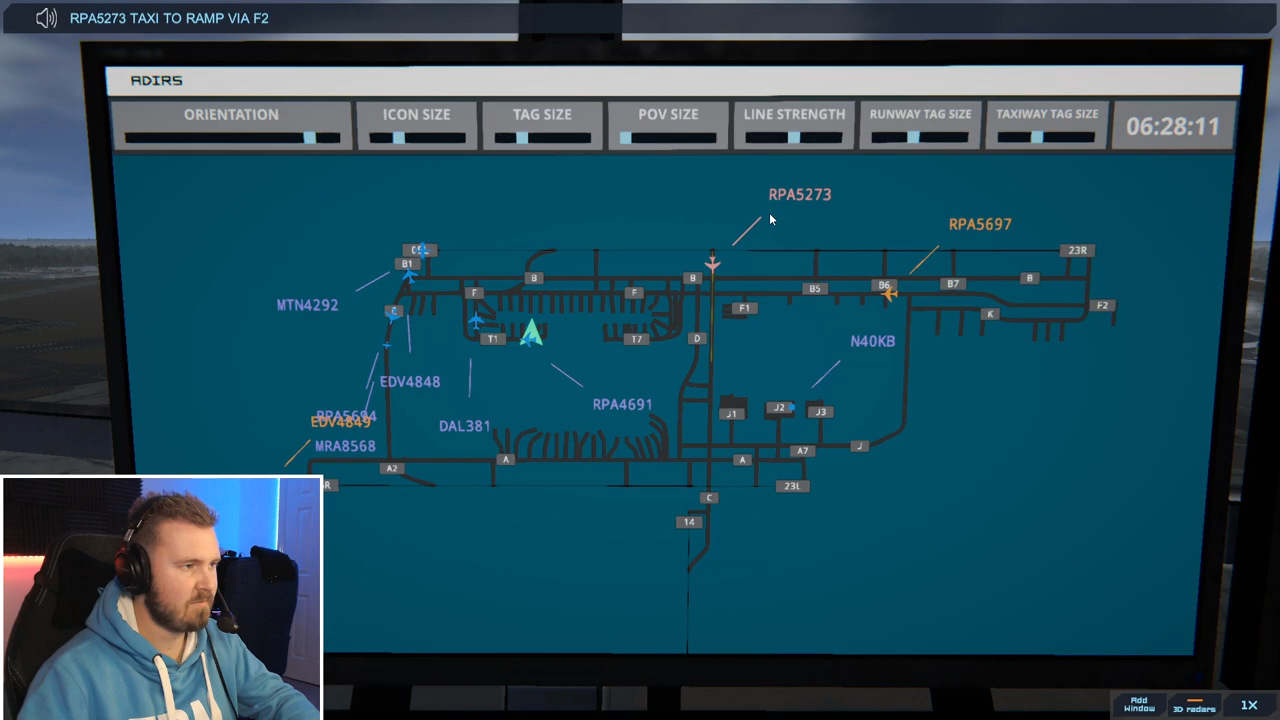 RPA5273 TAXI TO RAMP VIA F2
ADIRS
ORIENTATION
ICON SIZE
TAG SIZE
POV SIZE
LINE STRENGTH
RUNWAY TAG SIZE
TAXIWAY TAG SIZE
06:28:11
RPA5273
RPA5697
B1
23R
B
B
B
B5
B6
B7
F
F
F1
F2
K
MTN4292
T1
T7
D
N40KB
EDV4848
RPA4691
RPA5694
EDV4849
DAL381
MRA8568
J1
J2
J3
A2
A
A
A7
J
23L
C
14
Add
Window
3D radars
1X